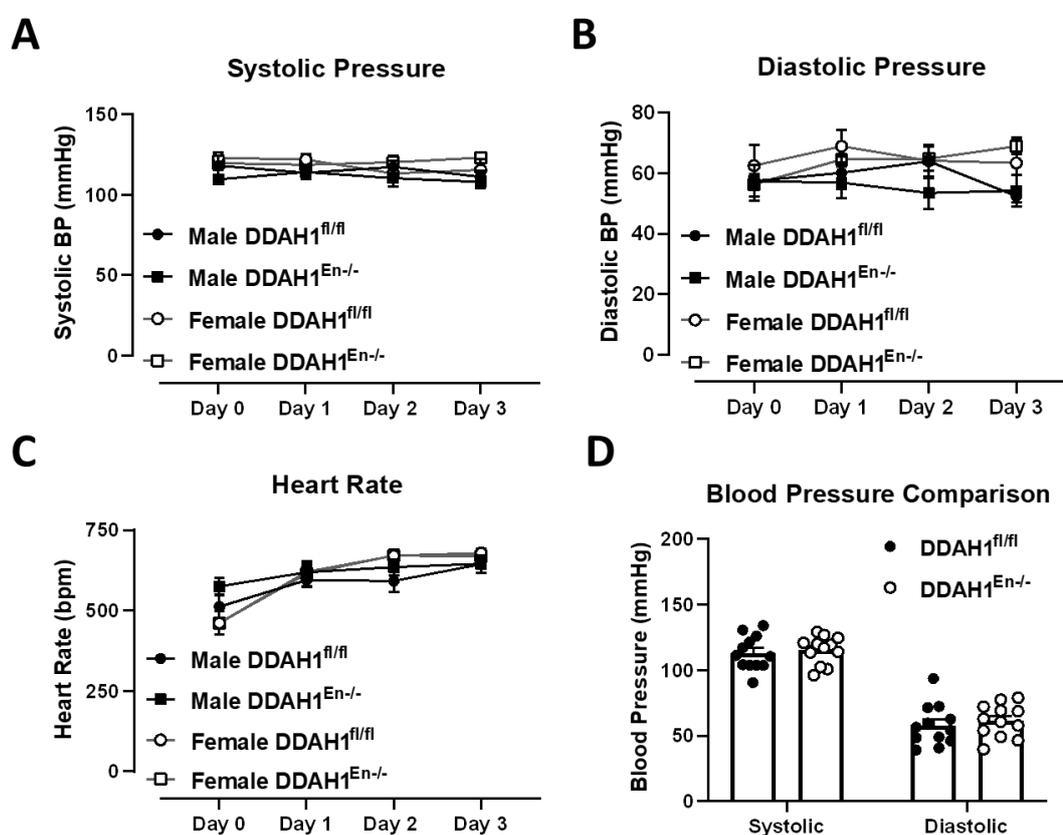 A
Systolic Pressure
Systolic BP (mmHg)
150
100
50
0
Male DDAH1fl/fl
Male DDAH1En-/-
Female DDAH1fl/fl
Female DDAH1En-/-
Day 0 Day 1 Day 2 Day 3
B
Diastolic Pressure
Diastolic BP (mmHg)
80
60
40
20
0
Male DDAH1fl/fl
Male DDAH1En-/-
Female DDAH1fl/fl
Female DDAH1En-/-
Day 0 Day 1 Day 2 Day 3
C
Heart Rate
Heart Rate (bpm)
750
500
250
0
Male DDAH1fl/fl
Male DDAH1En-/-
Female DDAH1fl/fl
Female DDAH1En-/-
Day 0 Day 1 Day 2 Day 3
D
Blood Pressure Comparison
Blood Pressure (mmHg)
200
150
100
50
0
DDAH1fl/fl
DDAH1En-/-
Systolic Diastolic